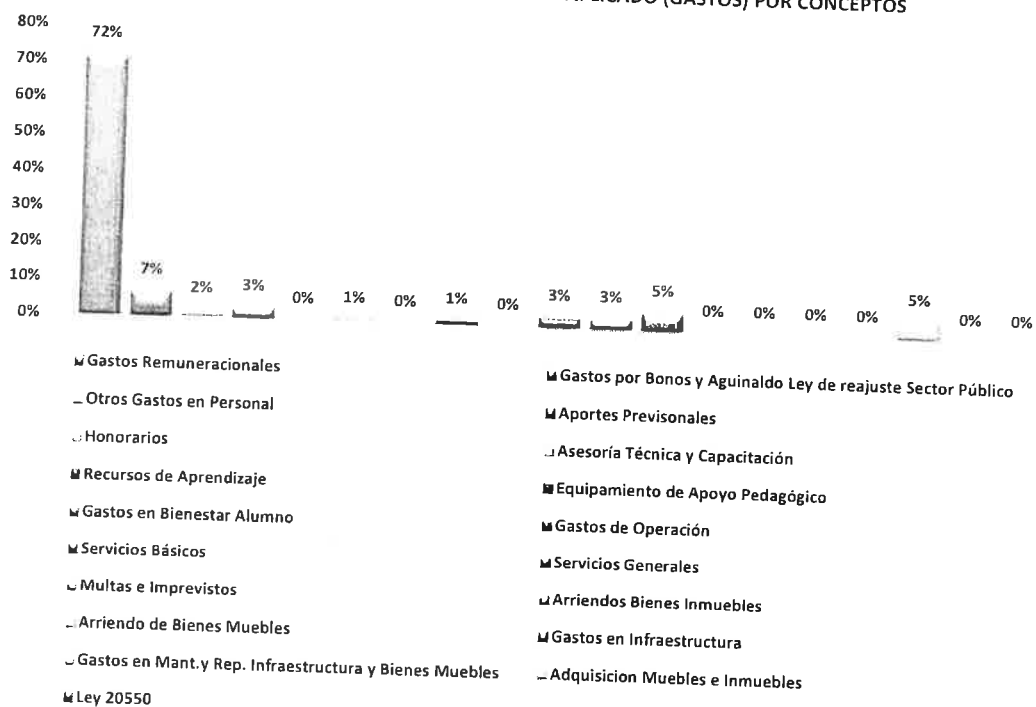 (GASTOS) POR CONCEPTOS
80%
70%
60%
50%
40%
30%
20%
10%
0%
72% 7% 2% 3% 0% 1% 0% 1% 0% 3% 3% 5% 0% 0% 0% 0% 5% 0% 0%
Gastos Remuneracionales
Otros Gastos en Personal
Honorarios
Recursos de Aprendizaje
Gastos en Bienestar Alumno
Servicios Básicos
Multas e Imprevistos
Arriendo de Bienes Muebles
Gastos en Mant.y Rep. Infraestructura y Bienes Muebles
Ley 20550
Gastos por Bonos y Aguinaldo Ley de reajuste Sector Público
Aportes Previsonales
Asesoría Técnica y Capacitación
Equipamiento de Apoyo Pedagógico
Gastos de Operación
Servicios Generales
Arriendos Bienes Inmuebles
Gastos en Infraestructura
Adquisicion Muebles e Inmuebles